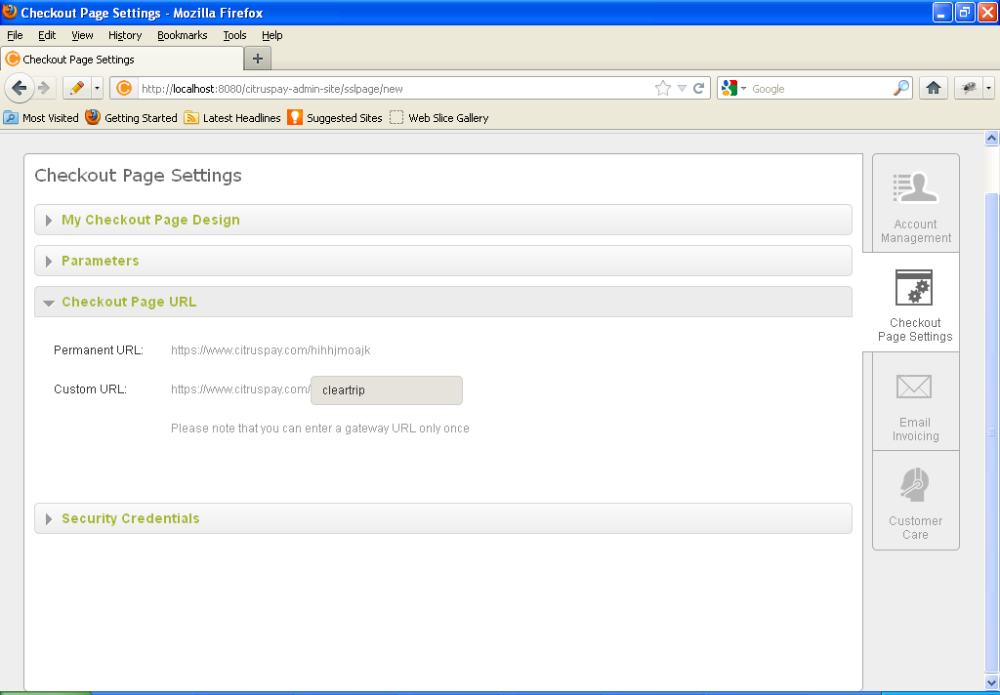 Checkout Page Settings - Mozilla Firefox
File Edit View History Bookmarks Tools Help
Checkout Page Settings
http://localhost:8080/citruspay-admin-site/sslpage/new
Google
Most Visited Getting Started Latest Headlines Suggested Sites Web Slice Gallery
Checkout Page Settings
My Checkout Page Design
Parameters
Checkout Page URL
Permanent URL: https://www.citruspay.com/hihhjmoajk
Custom URL: https://www.citruspay.com/ cleartrip
Please note that you can enter a gateway URL only once
Security Credentials
Account
Management
Checkout
Page Settings
Email
Invoicing
Customer
Care